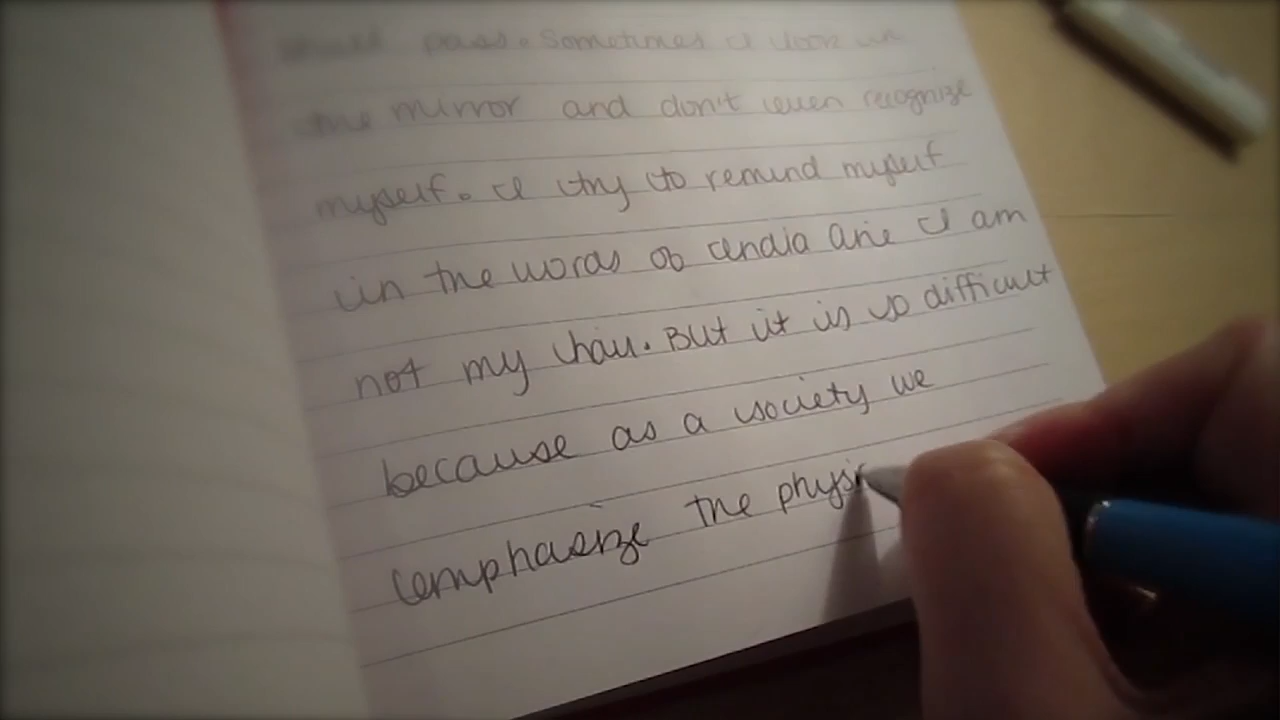 pass. Sometimes I look in
the mirror and don't even recognize
myself. I try to remind myself
in the words of India Arie I am
not my hair. But it is so difficult
because as a society we
emphasize the physi